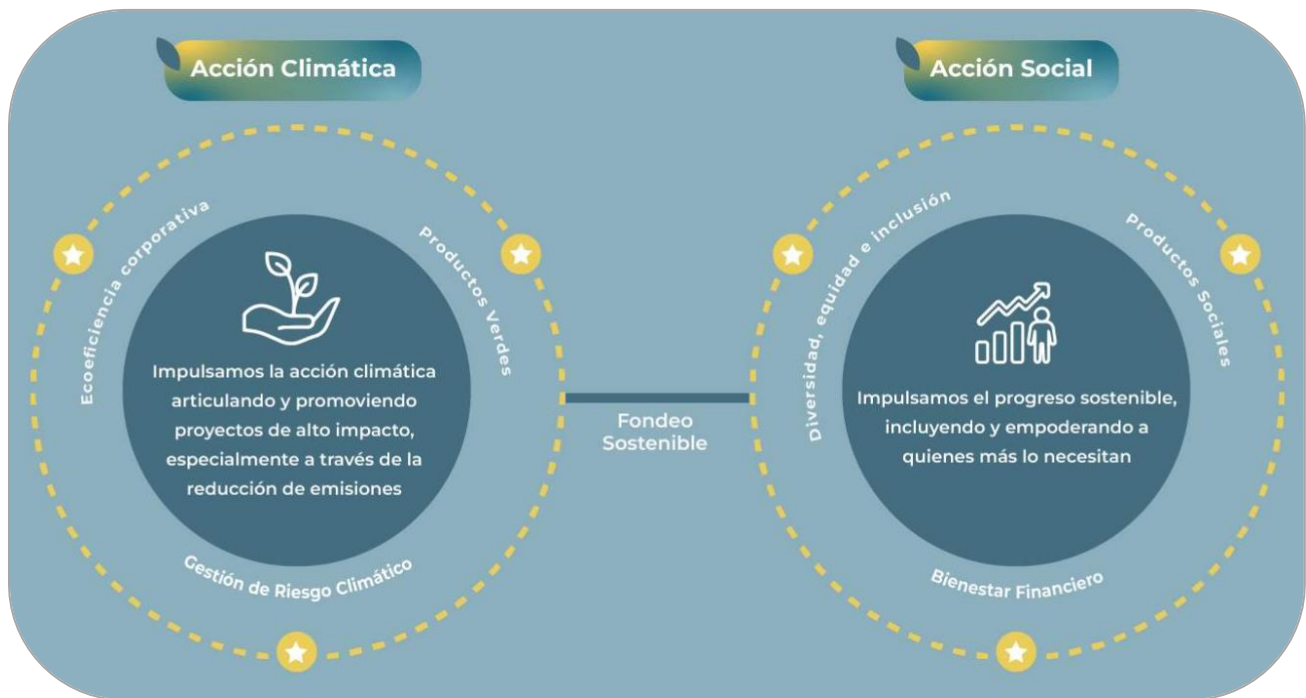 Acción Climática
Ecoeficiencia corporativa
Productos Verdes
Impulsamos la acción climática
articulando y promoviendo
proyectos de alto impacto,
especialmente a través de la
reducción de emisiones
Gestión de Riesgo Climático
Fondeo
Sostenible
Acción Social
Diversidad, equidad e inclusión
Productos Sociales
Impulsamos el progreso sostenible,
incluyendo y empoderando a
quienes más lo necesitan
Bienestar Financiero